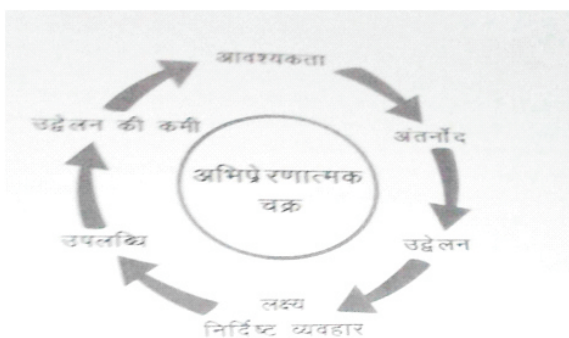 आवश्यकता
अंतर्नोद
उद्वेलन
लक्ष्य
निर्दिष्ट व्यवहार
उपलब्धि
उद्वेलन की कमी
अभिप्रेरणात्मक
चक्र